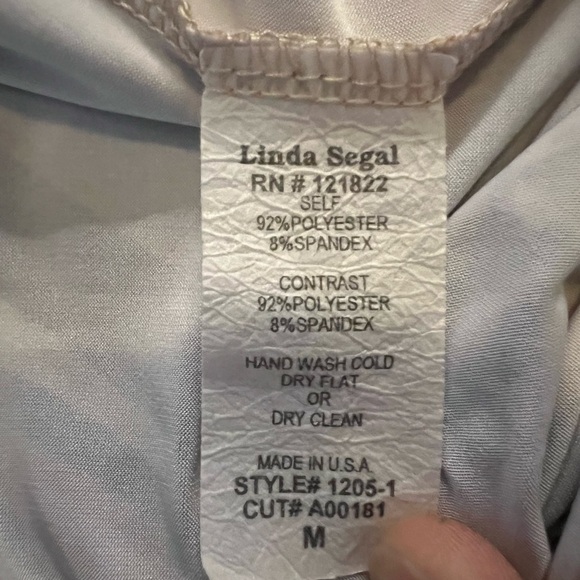 Linda Segal
RN # 121822
SELF
92%POLYESTER
8%SPANDEX
CONTRAST
92%POLYESTER
8%SPANDEX
HAND WASH COLD
DRY FLAT
OR
DRY CLEAN
MADE IN U.S.A.
STYLE# 1205-1
CUT# A00181
M